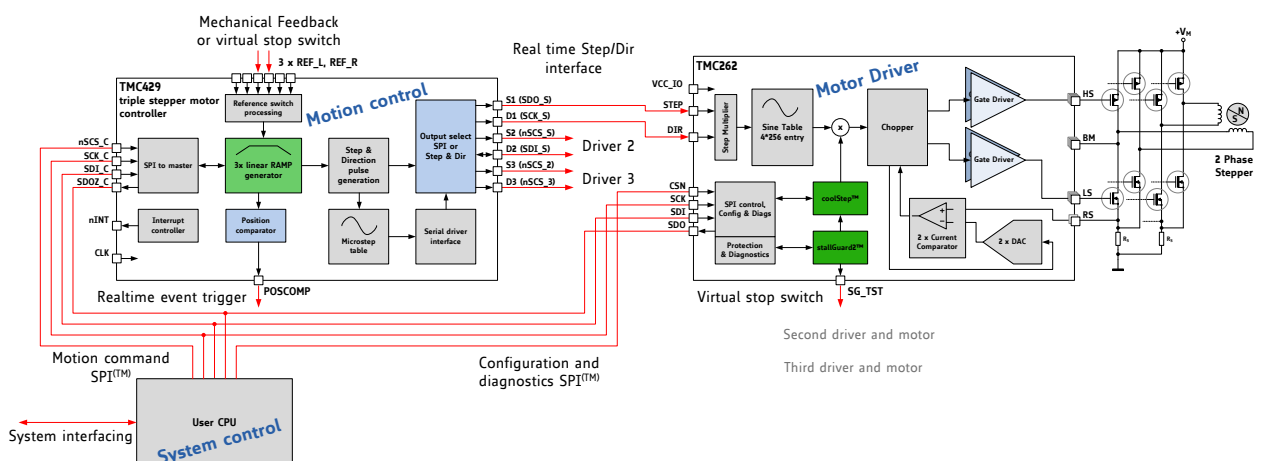 Mechanical Feedback
or virtual stop switch
3 x REF_L, REF_R
Real time Step/Dir
interface
+VM
TMC429
triple stepper motor
controller
Reference switch
processing
Motion control
nSCS_C
SCK_C
SDI_C
SDOZ_C
nINT
CLK
SPI to master
3x linear RAMP
generator
Step &
Direction
pulse
generation
Output select
SPI or
Step & Dir
Interrupt
controller
Position
comparator
Microstep
table
Serial driver
interface
S1 (SDO_S)
D1 (SCK_S)
S2 (nSCS_S)
D2 (SDI_S)
S3 (nSCS_2)
D3 (nSCS_3)
Driver 2
Driver 3
POSCOMP
Realtime event trigger
TMC262
Motor Driver
VCC_IO
STEP
DIR
CSN
SCK
SDI
SDO
Step Multiplier
Sine Table
4*256 entry
x
Chopper
Gate Driver
Gate Driver
SPI control,
Config & Diags
Protection
& Diagnostics
coolStep™
stallGuard2™
2 x Current
Comparator
2 x DAC
HS
BM
LS
RS
N
S
2 Phase
Stepper
RS
RS
SG_TST
Virtual stop switch
Second driver and motor
Third driver and motor
Motion command
SPI(TM)
Configuration and
diagnostics SPI(TM)
User CPU
System control
System interfacing